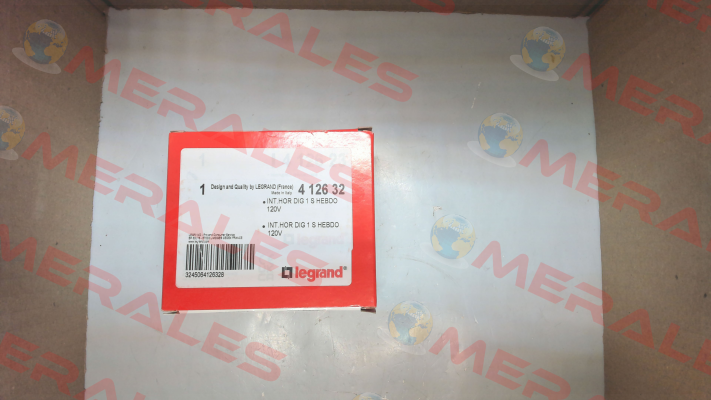 1 Design and Quality by LEGRAND (France) 4 126 32
Made in Italy
• INT.HOR DIG 1 S HEBDO
120V
• INT.HOR DIG 1 S HEBDO
120V
3245064126328
legrand®
MERALES
MERALES
MERALES
MERALES
MERALES